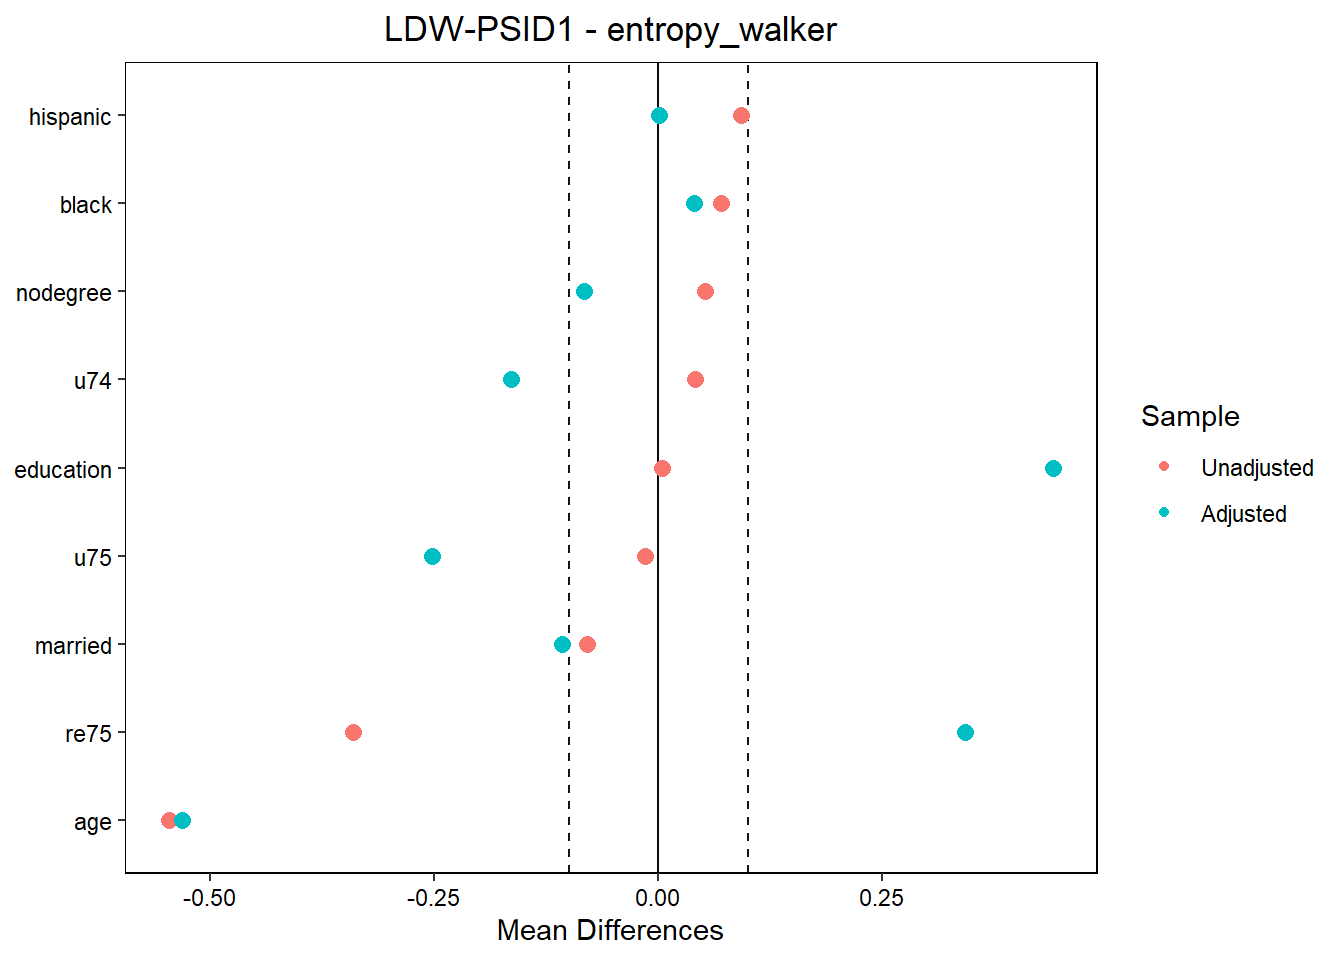 LDW-PSID1 - entropy_walker
hispanic
black
nodegree
u74
education
u75
married
re75
age
-0.50
-0.25
0.00
0.25
Mean Differences
Sample
Unadjusted
Adjusted